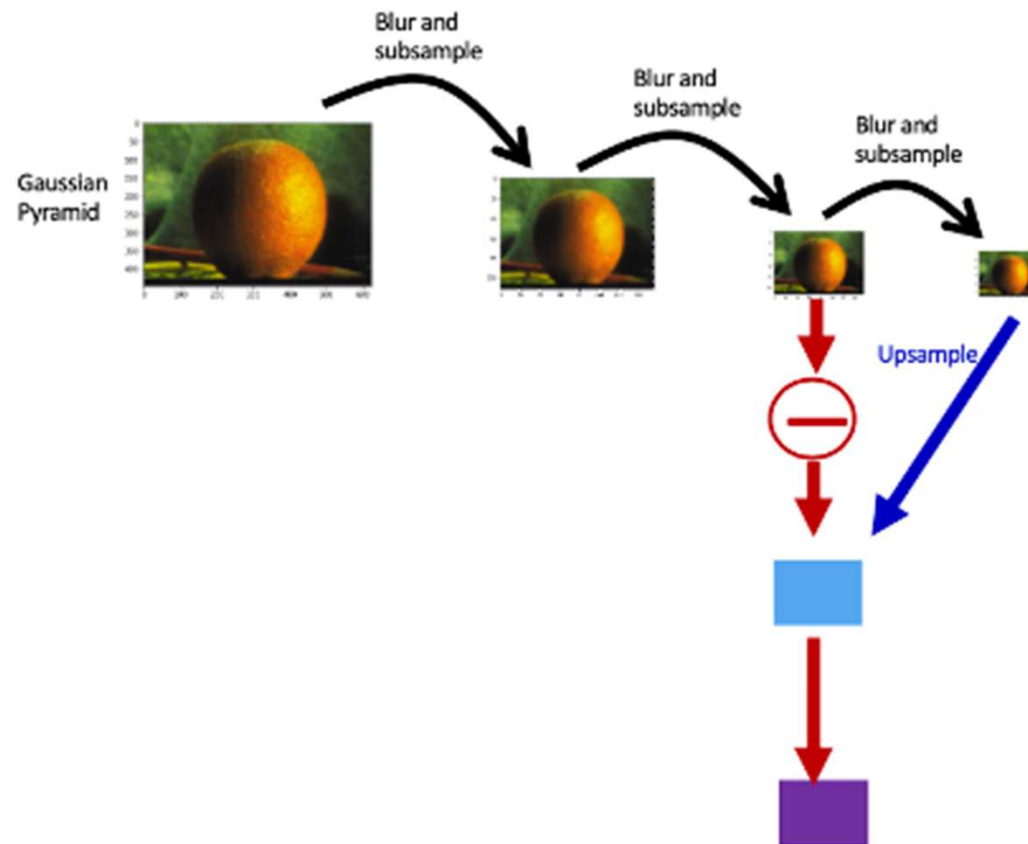 Blur and
subsample
Blur and
subsample
Blur and
subsample
Gaussian
Pyramid
Upsample